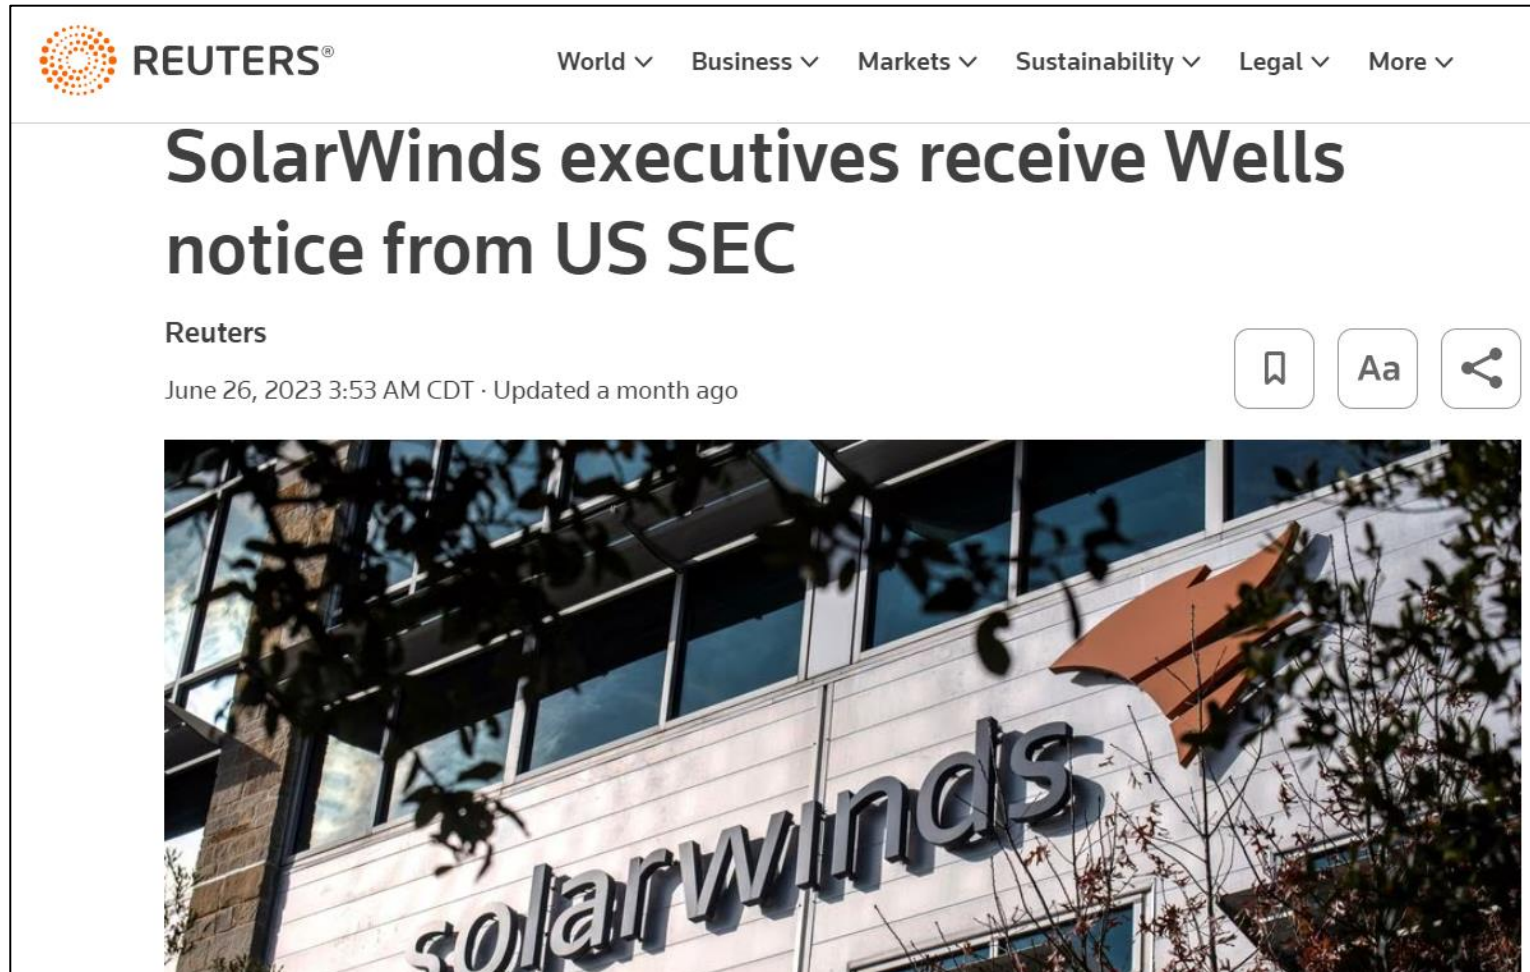 REUTERS®
World Business Markets Sustainability Legal More
SolarWinds executives receive Wells
notice from US SEC
Reuters
June 26, 2023 3:53 AM CDT · Updated a month ago
Aa
solarwinds